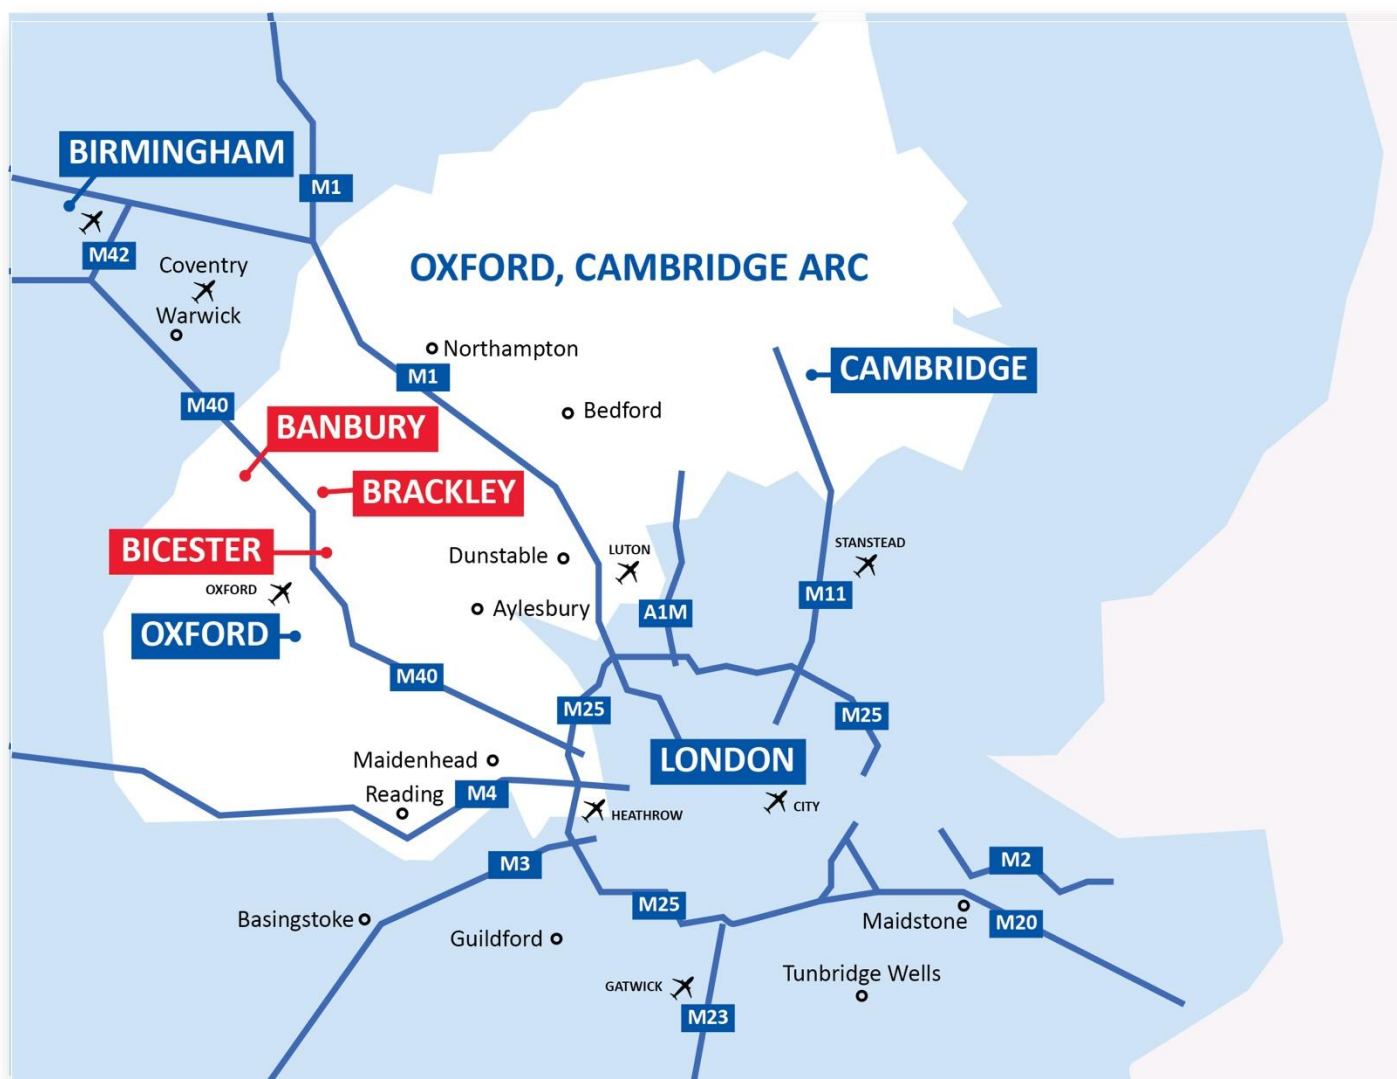 BIRMINGHAM
M1
M42
Coventry
OXFORD, CAMBRIDGE ARC
Warwick
Northampton
CAMBRIDGE
M1
M40
BANBURY
Bedford
BRACKLEY
BICESTER
Dunstable
LUTON
STANSTEAD
OXFORD
Aylesbury
A1M
M11
OXFORD
M40
M25
M25
Maidenhead
LONDON
Reading
M4
HEATHROW
CITY
M3
M2
M25
Basingstoke
Maidstone
M20
Guildford
Tunbridge Wells
GATWICK
M23